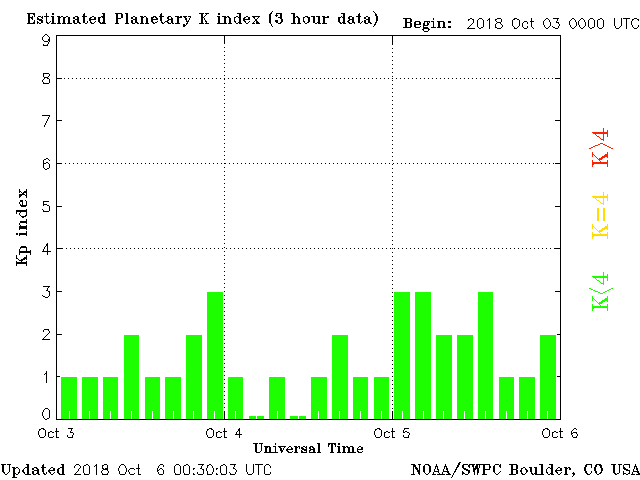 Estimated Planetary K index (3 hour data) Begin: 2018 Oct 03 0000 UTC
9
8
7
6
5
4
3
2
1
0
Kp index
K>4
K=4
K<4
Oct 3 Oct 4 Oct 5 Oct 6
Universal Time
Updated 2018 Oct 6 00:30:03 UTC NOAA/SWPC Boulder, CO USA